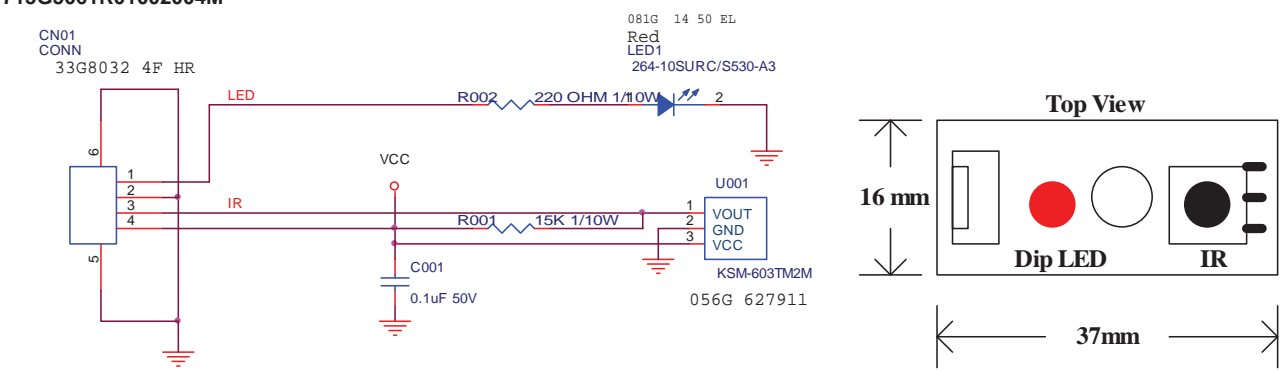 CN01
CONN
33G8032 4F HR
LED
R002
220 OHM 1/10W
081G 14 50 EL
Red
LED1
264-10SURC/S530-A3
2
6
1
2
3
4
5
IR
VCC
R001
15K 1/10W
C001
0.1uF 50V
U001
1
2
3
VOUT
GND
VCC
KSM-603TM2M
056G 627911
Top View
16 mm
Dip LED
IR
37mm